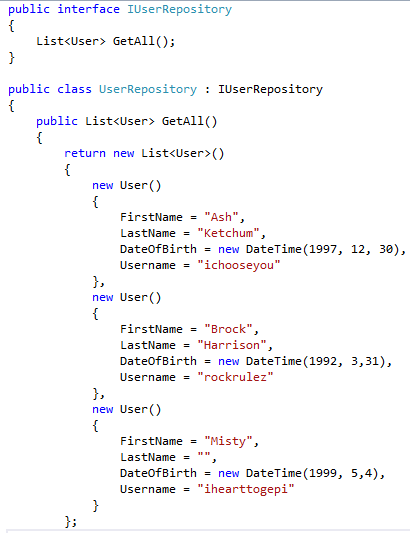 public interface IUserRepository
{
    List<User> GetAll();
}

public class UserRepository : IUserRepository
{
    public List<User> GetAll()
    {
        return new List<User>()
        {
            new User()
            {
                FirstName = "Ash",
                LastName = "Ketchum",
                DateOfBirth = new DateTime(1997, 12, 30),
                Username = "ichooseyou"
            },
            new User()
            {
                FirstName = "Brock",
                LastName = "Harrison",
                DateOfBirth = new DateTime(1992, 3,31),
                Username = "rockrulez"
            },
            new User()
            {
                FirstName = "Misty",
                LastName = "",
                DateOfBirth = new DateTime(1999, 5,4),
                Username = "ihearttogepi"
            }
        };